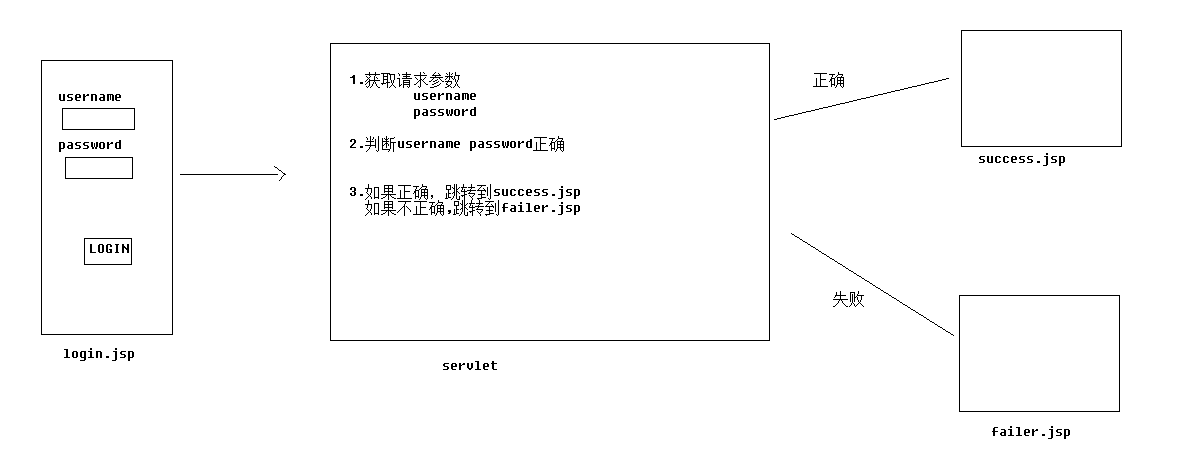 username
password
LOGIN
login.jsp
1.获取请求参数
username
password
2.判断username password正确
3.如果正确，跳转到success.jsp
如果不正确,跳转到failer.jsp
servlet
正确
success.jsp
失败
failer.jsp